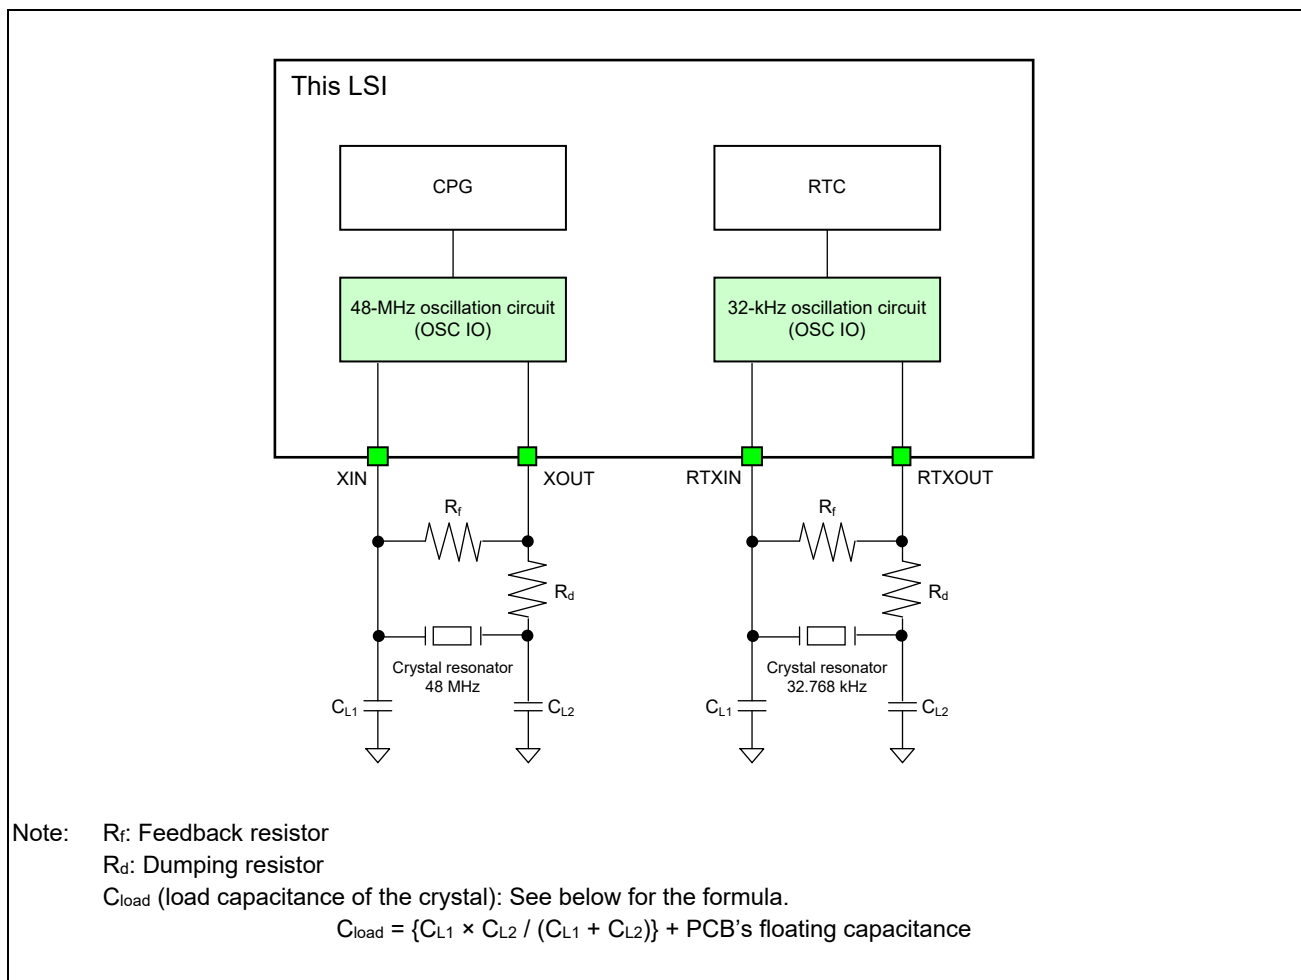 This LSI
CPG
RTC
48-MHz oscillation circuit
(OSC IO)
32-kHz oscillation circuit
(OSC IO)
XIN
XOUT
RTXIN
RTXOUT
Rf
Rf
Rd
Rd
Crystal resonator
48 MHz
Crystal resonator
32.768 kHz
CL1
CL2
CL1
CL2
Note: Rf: Feedback resistor
Rd: Dumping resistor
Cload (load capacitance of the crystal): See below for the formula.
Cload = {CL1 × CL2 / (CL1 + CL2)} + PCB's floating capacitance